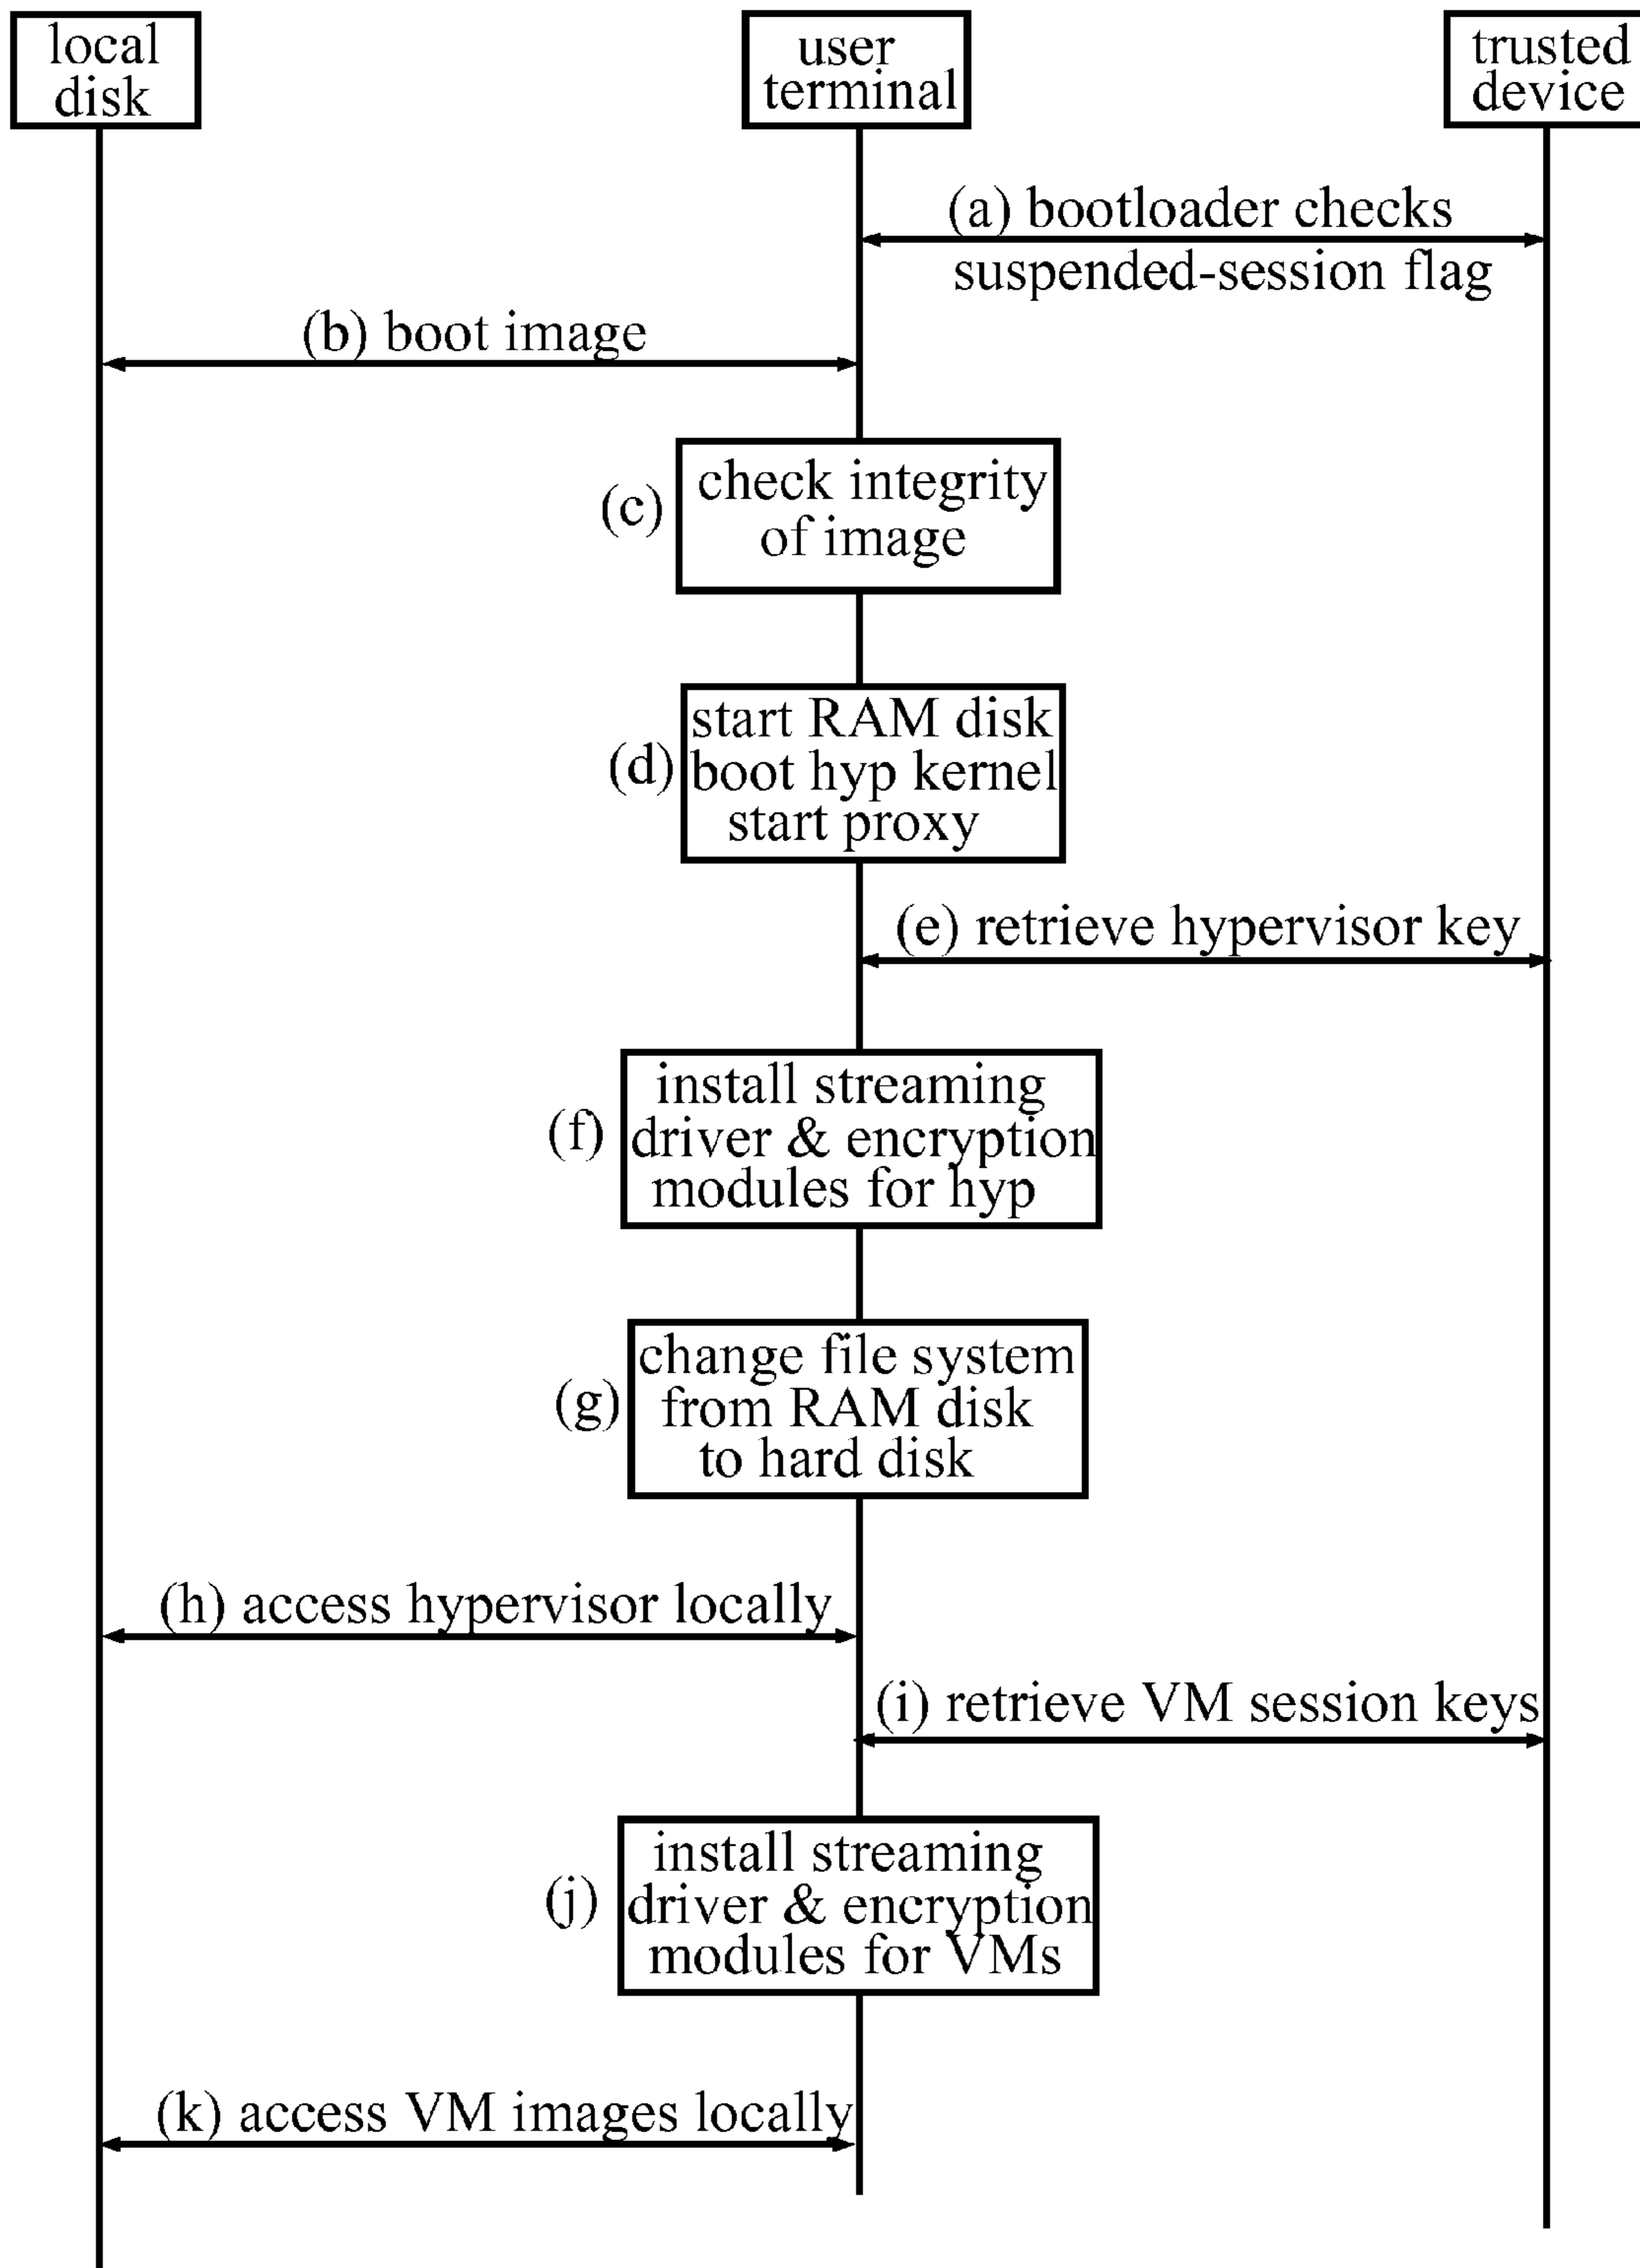 local
disk
user
terminal
trusted
device
(a) bootloader checks
suspended-session flag
(b) boot image
(c)
check integrity
of image
(d)
start RAM disk
boot hyp kernel
start proxy
(e) retrieve hypervisor key
(f)
install streaming
driver & encryption
modules for hyp
(g)
change file system
from RAM disk
to hard disk
(h) access hypervisor locally
(i) retrieve VM session keys
(j)
install streaming
driver & encryption
modules for VMs
(k) access VM images locally